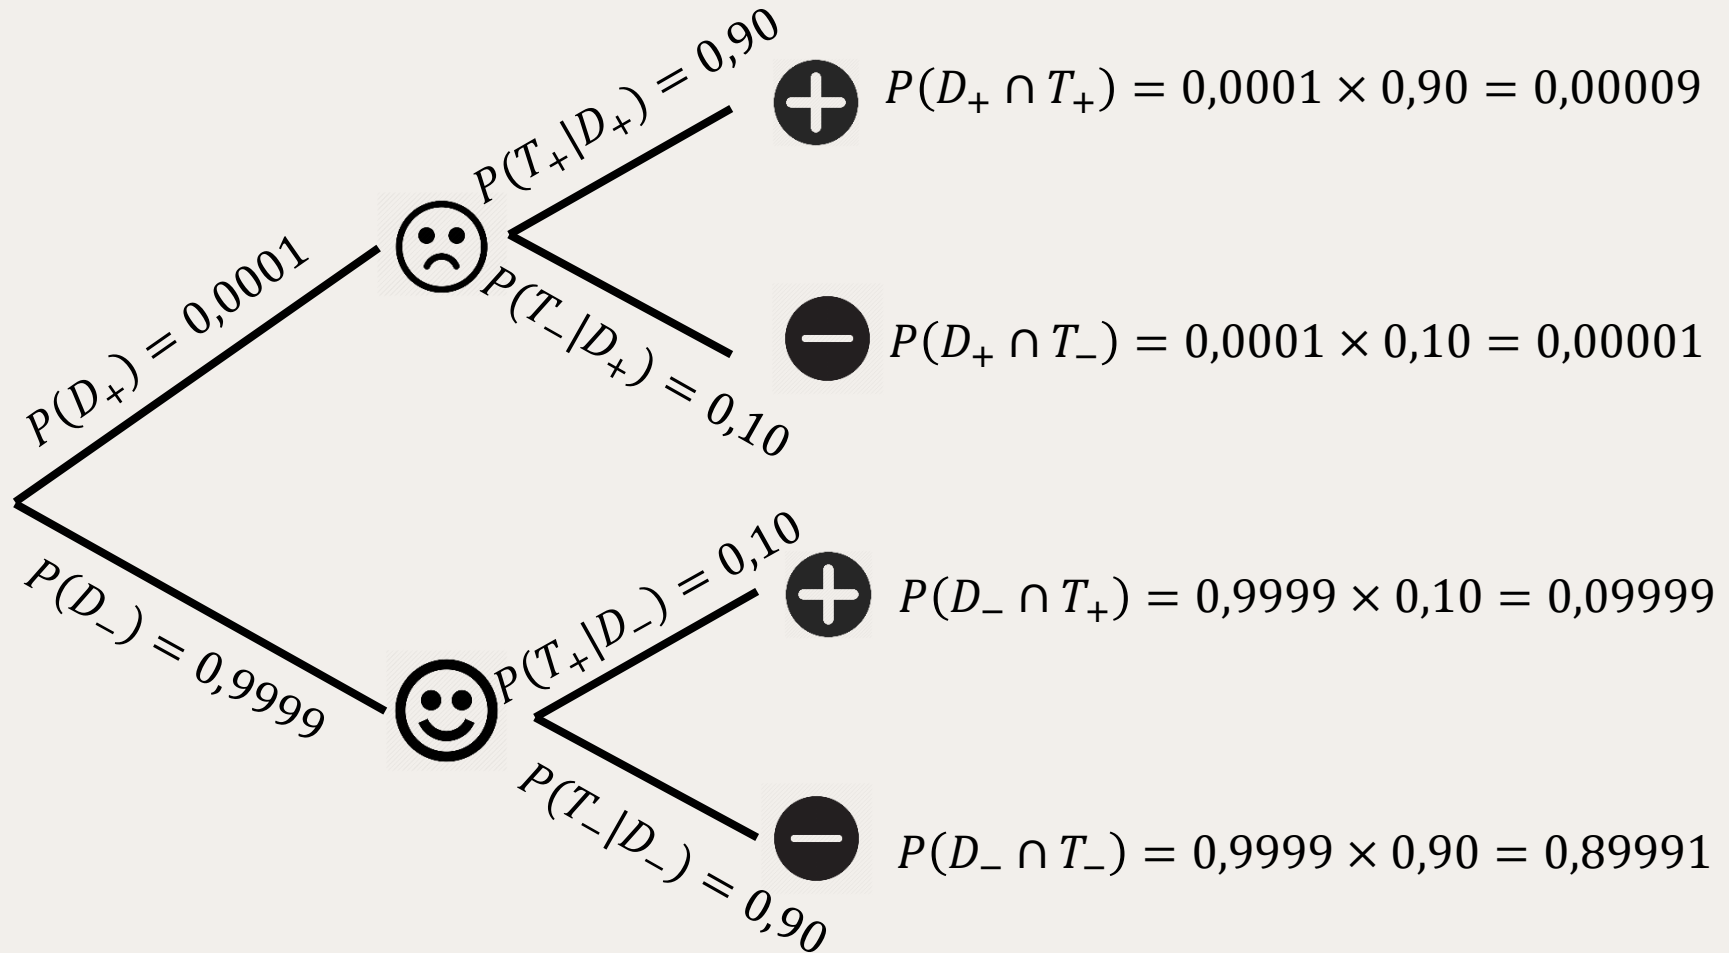 P(T₊|D₊) = 0,90
P(D₊ ∩ T₊) = 0,0001 × 0,90 = 0,00009
P(D₊) = 0,0001
P(T₋|D₊) = 0,10
P(D₊ ∩ T₋) = 0,0001 × 0,10 = 0,00001
P(D₋) = 0,9999
P(T₊|D₋) = 0,10
P(D₋ ∩ T₊) = 0,9999 × 0,10 = 0,09999
P(T₋|D₋) = 0,90
P(D₋ ∩ T₋) = 0,9999 × 0,90 = 0,89991